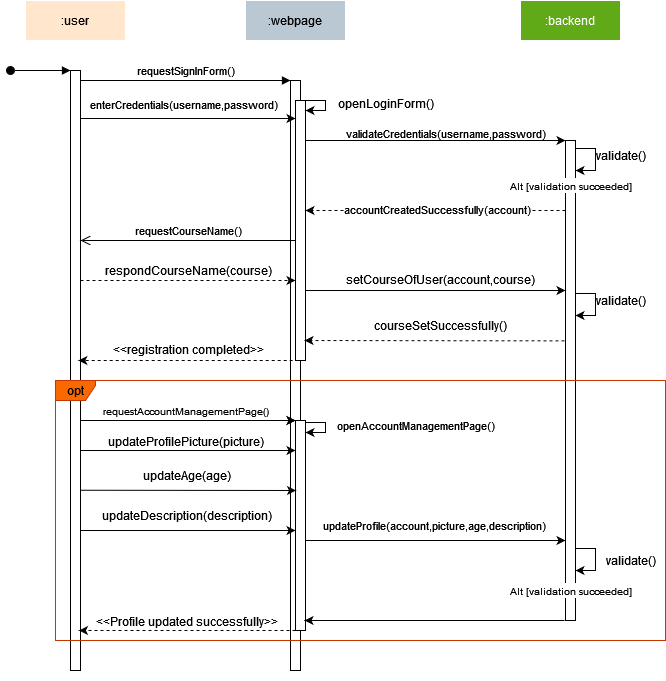 :user
:webpage
:backend
requestSignInForm()
openLoginForm()
enterCredentials(username,password)
validateCredentials(username,password)
validate()
Alt [validation succeeded]
accountCreatedSuccessfully(account)
requestCourseName()
respondCourseName(course)
setCourseOfUser(account,course)
validate()
courseSetSuccessfully()
<<registration completed>>
opt
requestAccountManagementPage()
openAccountManagementPage()
updateProfilePicture(picture)
updateAge(age)
updateDescription(description)
updateProfile(account,picture,age,description)
validate()
Alt [validation succeeded]
<<Profile updated successfully>>